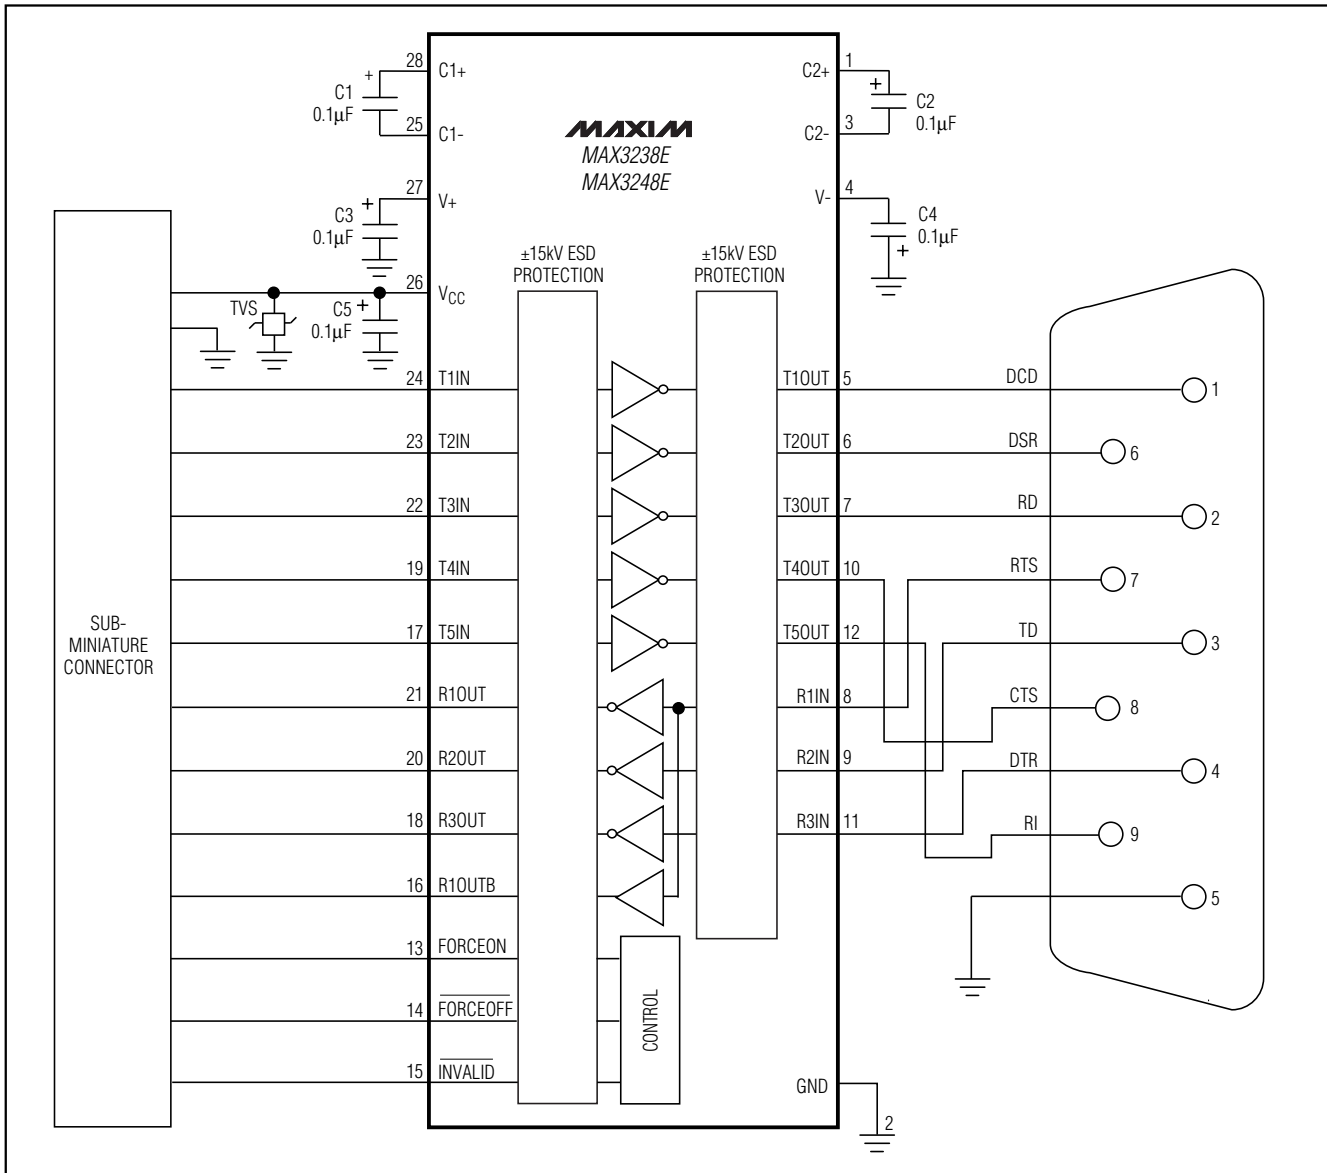 28
C1+
C2+
1
+
C1
0.1µF
+
C2
0.1µF
25
C1-
C2-
3
MAXIM
MAX3238E
MAX3248E
27
V+
V-
4
+
C3
0.1µF
C4
0.1µF
+
±15kV ESD
PROTECTION
±15kV ESD
PROTECTION
26
VCC
TVS
C5
+
0.1µF
24
T1IN
T1OUT
5
DCD
1
23
T2IN
T2OUT
6
DSR
6
22
T3IN
T3OUT
7
RD
2
19
T4IN
T4OUT
10
RTS
7
SUB-
MINIATURE
CONNECTOR
17
T5IN
T5OUT
12
TD
3
21
R1OUT
R1IN
8
CTS
8
20
R2OUT
R2IN
9
DTR
4
18
R3OUT
R3IN
11
RI
9
16
R1OUTB
5
13
FORCEON
14
FORCEOFF
CONTROL
15
INVALID
GND
2